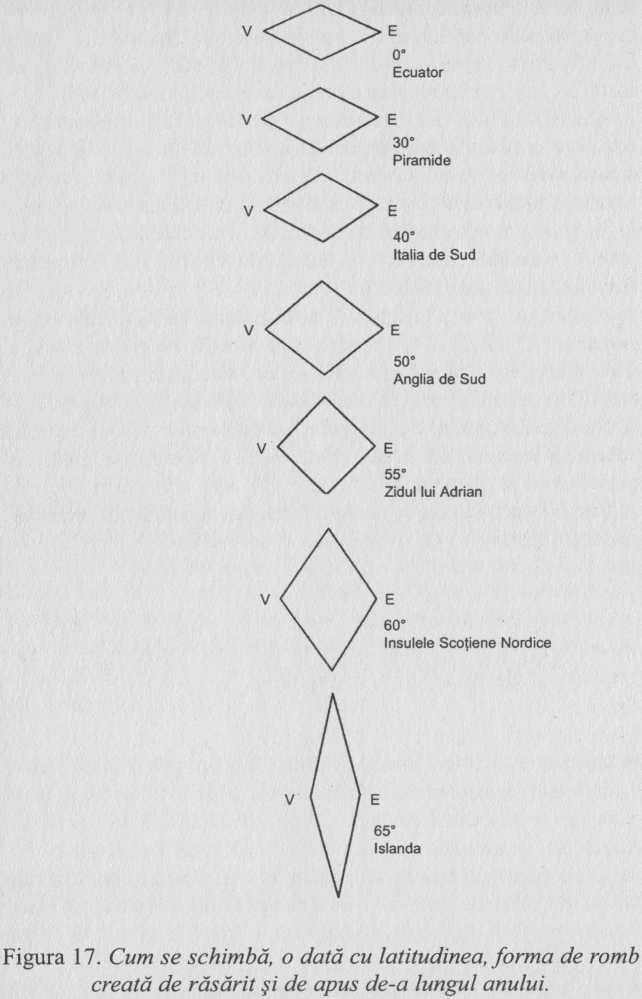 V E
0°
Ecuator
V E
30°
Piramide
V E
40°
Italia de Sud
V E
50°
Anglia de Sud
V E
55°
Zidul lui Adrian
V E
60°
Insulele Scoțiene Nordice
V E
65°
Islanda
Figura 17. Cum se schimbă, o dată cu latitudinea, forma de romb
creată de răsărit şi de apus de-a lungul anului.